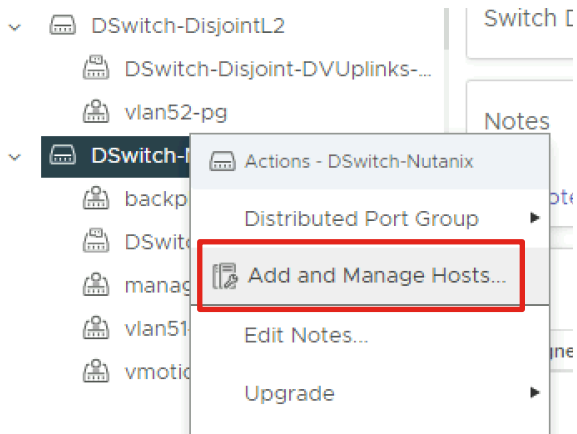 DSwitch-DisjointL2
Switch
DSwitch-Disjoint-DVUplinks-...
vlan52-pg
Notes
Actions - DSwitch-Nutanix
Distributed Port Group
Add and Manage Hosts...
vlan51
Edit Notes...
Upgrade